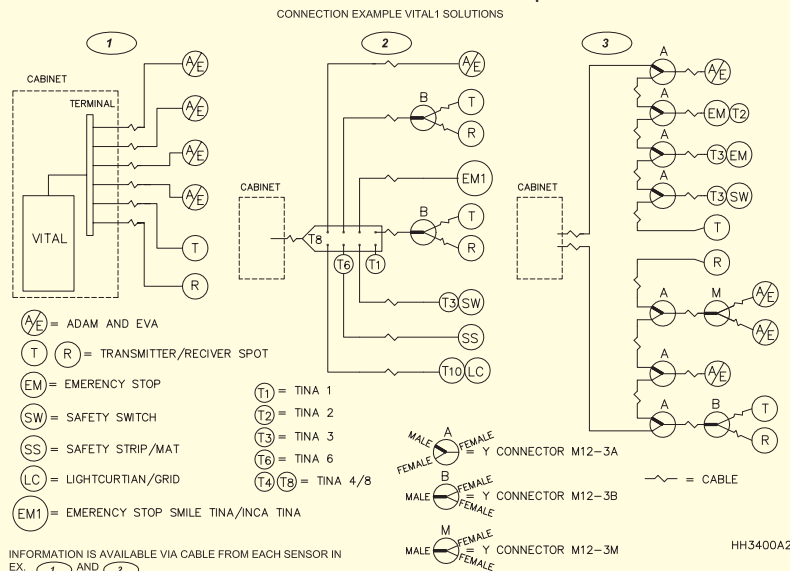 CONNECTION EXAMPLE VITAL1 SOLUTIONS
1
CABINET
TERMINAL
VITAL
A/E
A/E
A/E
A/E
T
R
2
CABINET
T8
T6
T1
A/E
B
T
R
EM1
B
T
R
T3 SW
SS
T10 LC
3
CABINET
A
A/E
A
EM T2
A
T3 EM
A
T3 SW
T
R
A
M
A/E
A/E
A
A/E
A
B
T
R
A/E = ADAM AND EVA
T R = TRANSMITTER/RECIVER SPOT
EM = EMERENCY STOP
SW = SAFETY SWITCH
SS = SAFETY STRIP/MAT
LC = LIGHTCURTIAN/GRID
EM1 = EMERENCY STOP SMILE TINA/INCA TINA
T1 = TINA 1
T2 = TINA 2
T3 = TINA 3
T6 = TINA 6
T4 T8 = TINA 4/8
A
MALE FEMALE
FEMALE = Y CONNECTOR M12-3A
B
MALE FEMALE = Y CONNECTOR M12-3B
FEMALE
M
MALE FEMALE = Y CONNECTOR M12-3M
FEMALE
= CABLE
HH3400A2
INFORMATION IS AVAILABLE VIA CABLE FROM EACH SENSOR IN
EX. 1 AND 2